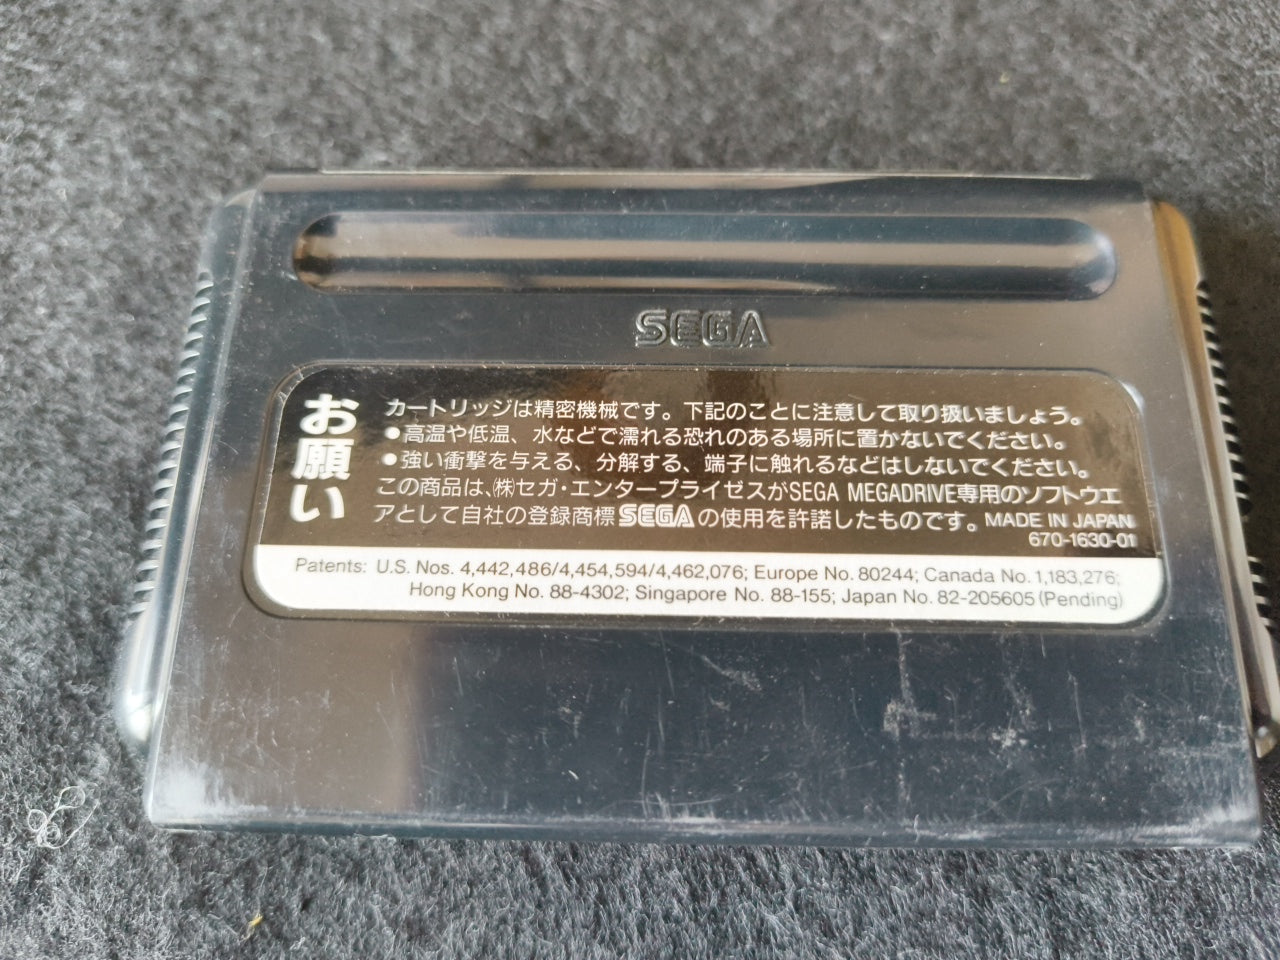 SEGA
お願い
カートリッジは精密機械です。下記のことに注意して取り扱いましょう。
●高温や低温、水などで濡れる恐れのある場所に置かないでください。
●強い衝撃を与える、分解する、端子に触れるなどはしないでください。
この商品は、㈱セガ・エンタープライゼスがSEGA MEGADRIVE専用のソフトウエ
アとして自社の登録商標SEGAの使用を許諾したものです。MADE IN JAPAN
670-1630-01
Patents: U.S. Nos. 4,442,486/4,454,594/4,462,076; Europe No. 80244; Canada No. 1,183,276;
Hong Kong No. 88-4302; Singapore No. 88-155; Japan No. 82-205605 (Pending)